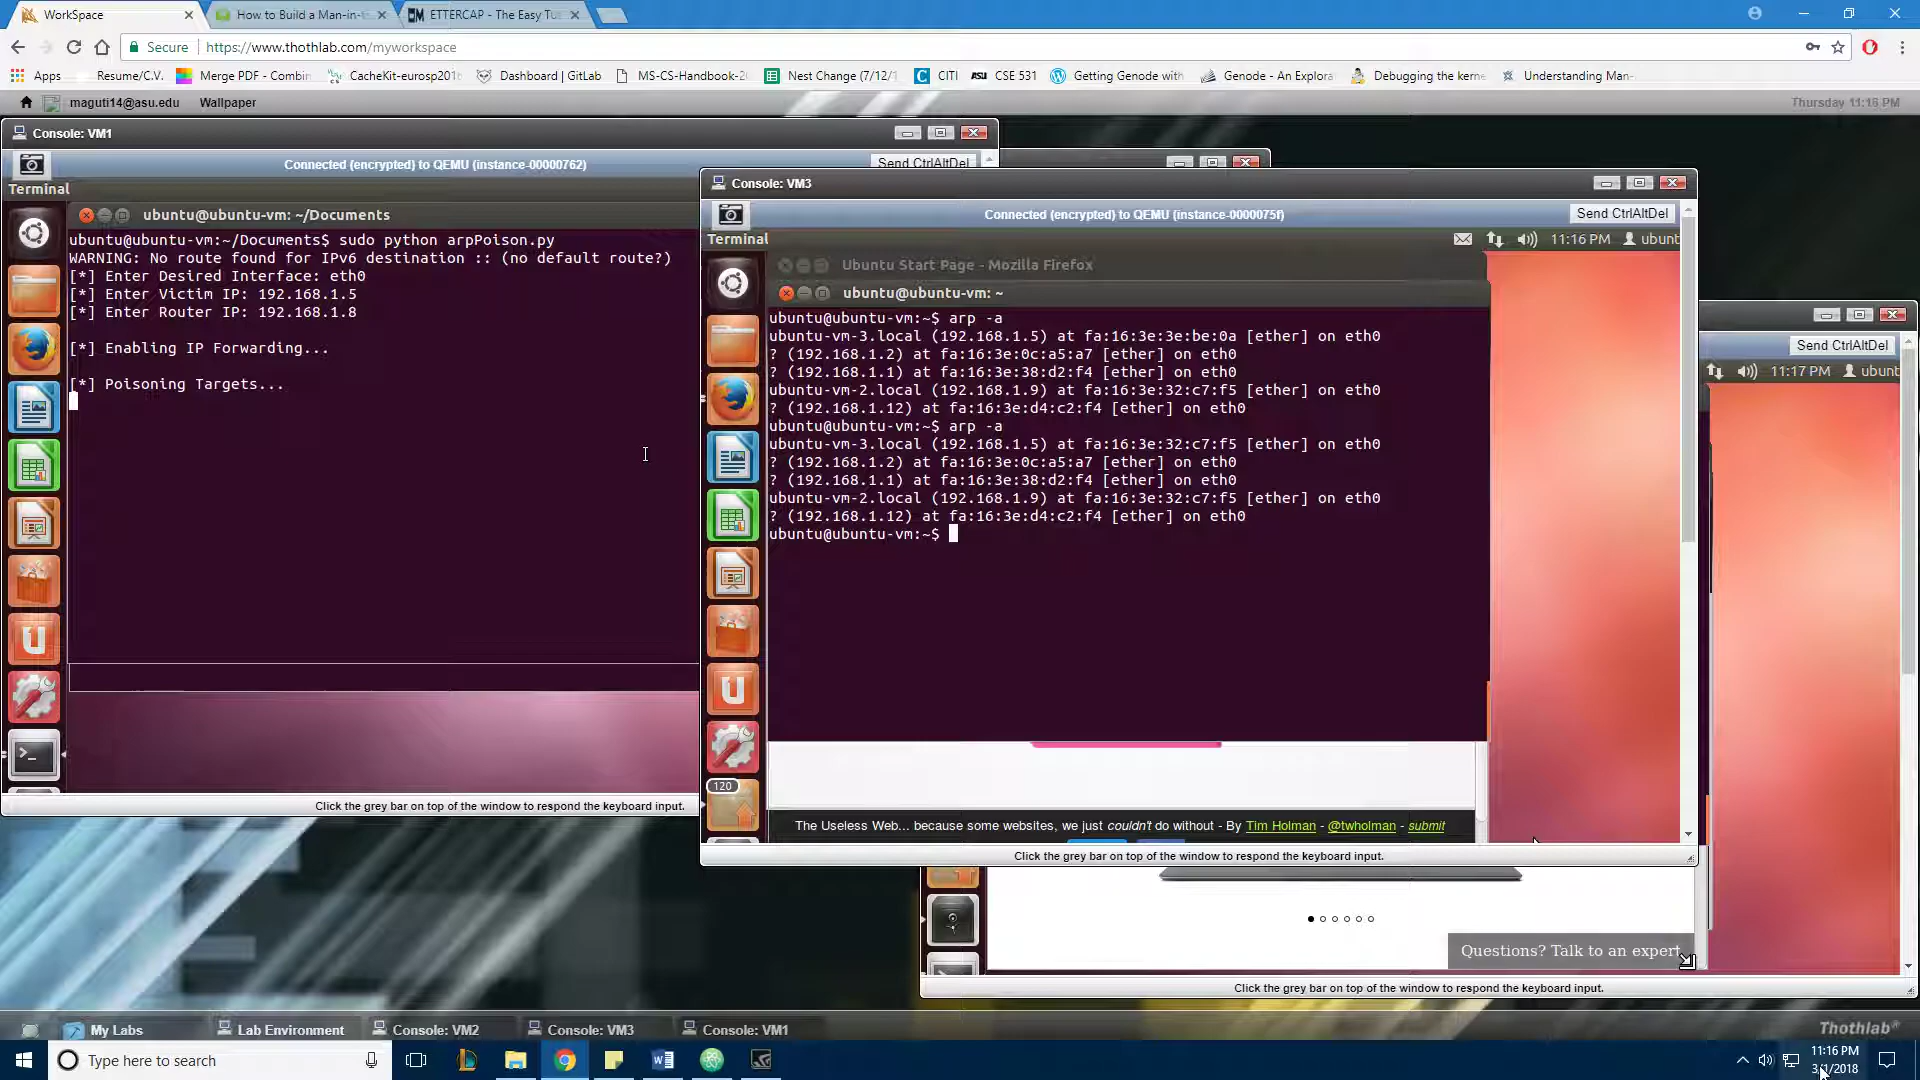 WorkSpace
How to Build a Man-in-
ETTERCAP - The Easy Tu
Secure
https://www.thothlab.com/myworkspace
Apps
Resume/C.V.
Merge PDF - Combin
CacheKit-eurosp201
Dashboard | GitLab
MS-CS-Handbook-2
Nest Change (7/12/1
CITI
ASU CSE 531
Getting Genode with
Genode - An Explora
Debugging the kerne
Understanding Man-
maguti14@asu.edu
Wallpaper
Thursday 11:16 PM
Console: VM1
Connected (encrypted) to QEMU (instance-00000762)
Send CtrlAltDel
Terminal
ubuntu@ubuntu-vm: ~/Documents
ubuntu@ubuntu-vm:~/Documents$ sudo python arpPoison.py
WARNING: No route found for IPv6 destination :: (no default route?)
[*] Enter Desired Interface: eth0
[*] Enter Victim IP: 192.168.1.5
[*] Enter Router IP: 192.168.1.8
[*] Enabling IP Forwarding...
[*] Poisoning Targets...
Click the grey bar on top of the window to respond the keyboard input.
Console: VM3
Connected (encrypted) to QEMU (instance-0000075f)
Send CtrlAltDel
Terminal
11:16 PM
ubunt
Ubuntu Start Page - Mozilla Firefox
ubuntu@ubuntu-vm: ~
ubuntu@ubuntu-vm:~$ arp -a
ubuntu-vm-3.local (192.168.1.5) at fa:16:3e:3e:be:0a [ether] on eth0
? (192.168.1.2) at fa:16:3e:0c:a5:a7 [ether] on eth0
? (192.168.1.1) at fa:16:3e:38:d2:f4 [ether] on eth0
ubuntu-vm-2.local (192.168.1.9) at fa:16:3e:32:c7:f5 [ether] on eth0
? (192.168.1.12) at fa:16:3e:d4:c2:f4 [ether] on eth0
ubuntu@ubuntu-vm:~$ arp -a
ubuntu-vm-3.local (192.168.1.5) at fa:16:3e:32:c7:f5 [ether] on eth0
? (192.168.1.2) at fa:16:3e:0c:a5:a7 [ether] on eth0
? (192.168.1.1) at fa:16:3e:38:d2:f4 [ether] on eth0
ubuntu-vm-2.local (192.168.1.9) at fa:16:3e:32:c7:f5 [ether] on eth0
? (192.168.1.12) at fa:16:3e:d4:c2:f4 [ether] on eth0
ubuntu@ubuntu-vm:~$
120
The Useless Web... because some websites, we just couldn't do without - By Tim Holman - @twholman - submit
Click the grey bar on top of the window to respond the keyboard input.
Send CtrlAltDel
11:17 PM
ubunt
Questions? Talk to an expert
Click the grey bar on top of the window to respond the keyboard input.
My Labs
Lab Environment
Console: VM2
Console: VM3
Console: VM1
Thothlab
Type here to search
11:16 PM
3/1/2018